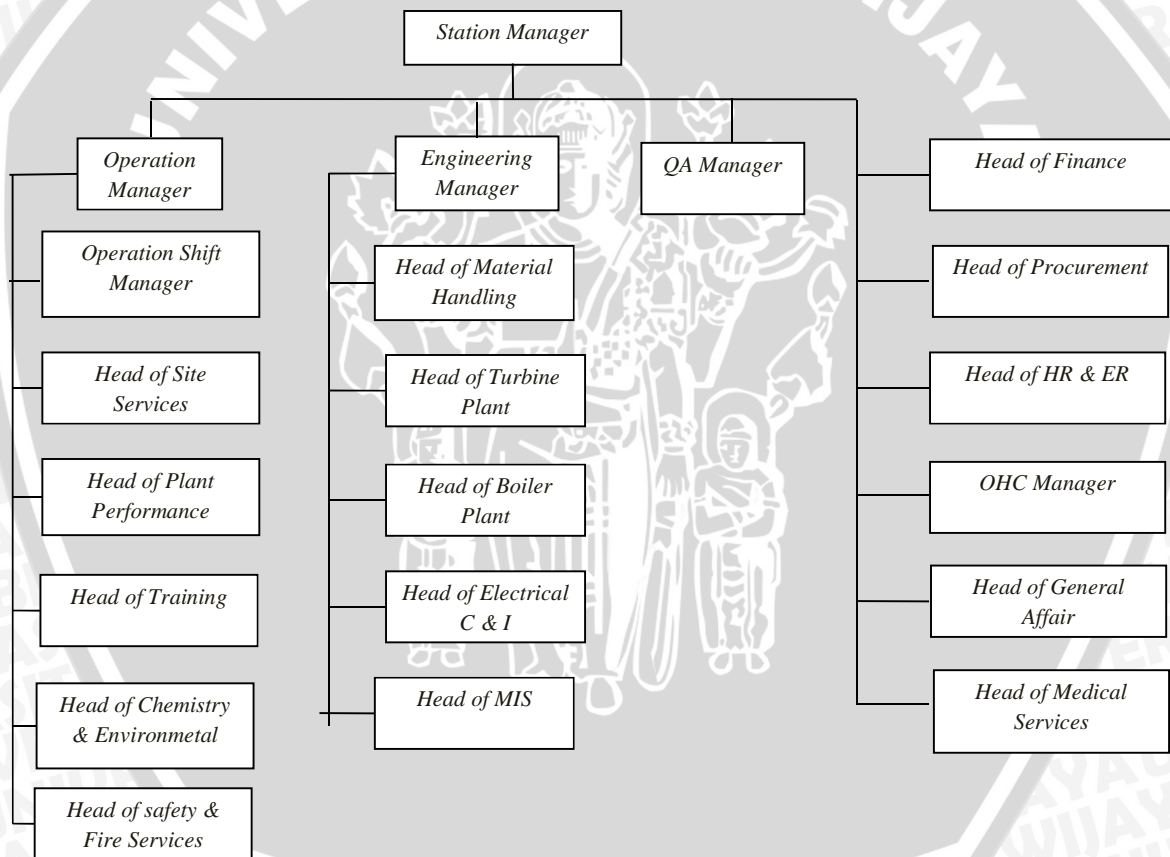 Station Manager
Operation
Manager
Engineering
Manager
QA Manager
Head of Finance
Operation Shift
Manager
Head of Material
Handling
Head of Procurement
Head of Site
Services
Head of Turbine
Plant
Head of HR & ER
Head of Plant
Performance
Head of Boiler
Plant
OHC Manager
Head of Training
Head of Electrical
C & I
Head of General
Affair
Head of Chemistry
& Environmetal
Head of MIS
Head of Medical
Services
Head of safety &
Fire Services